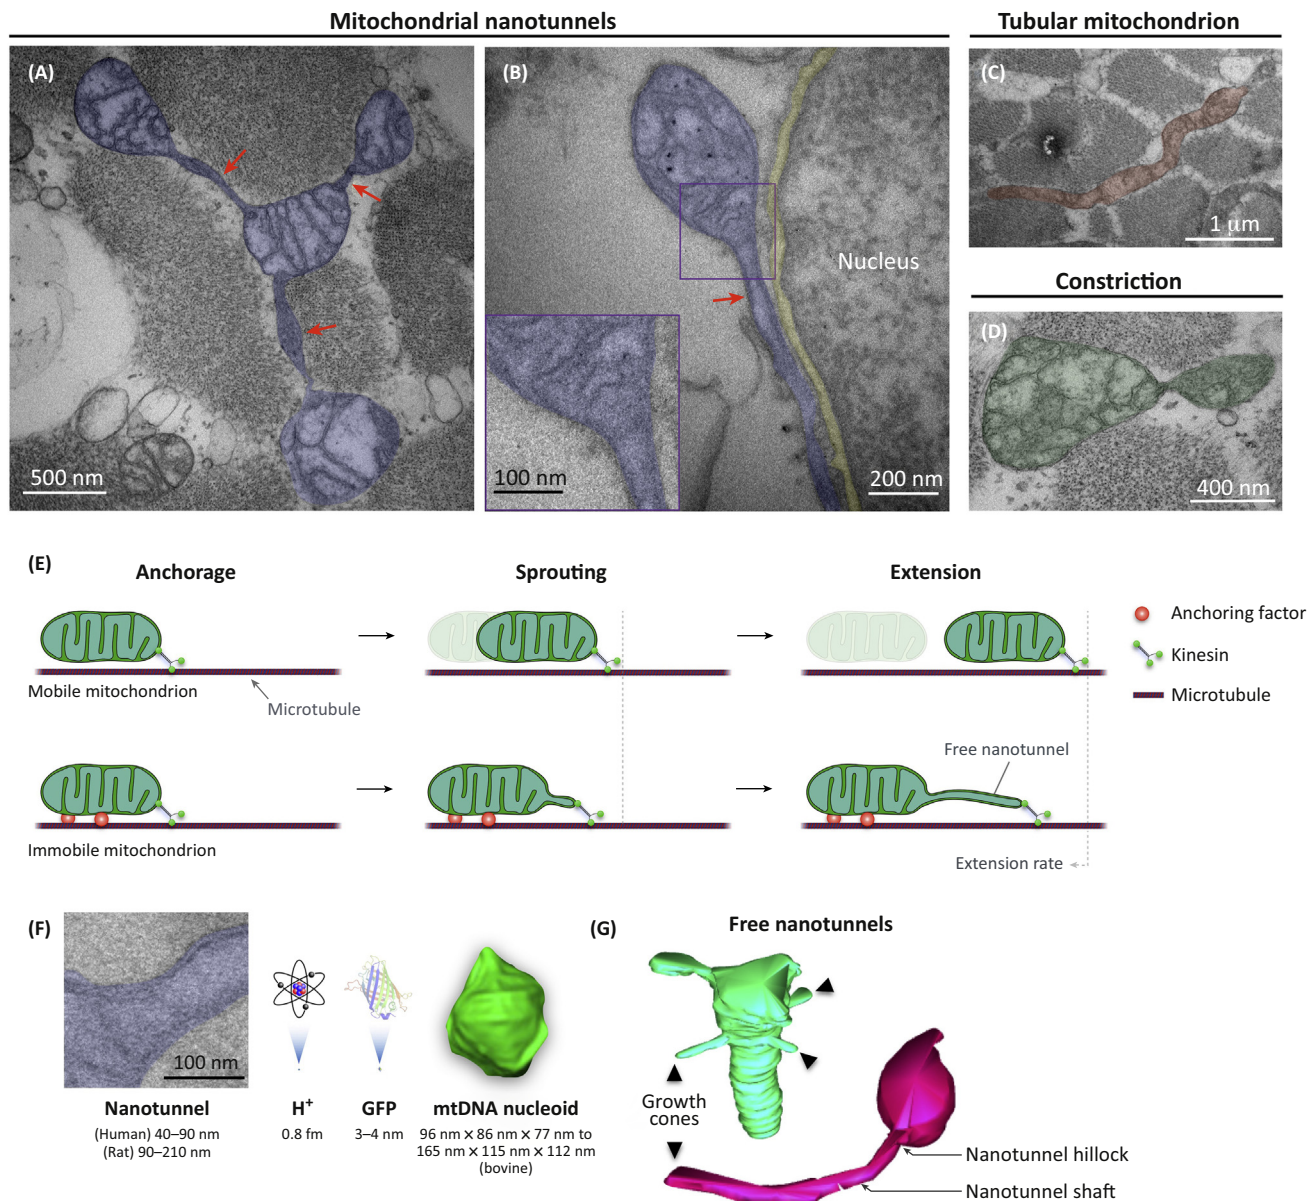 Mitochondrial nanotunnels
Tubular mitochondrion
(A)
(B)
(C)
Nucleus
1 μm
Constriction
(D)
500 nm
100 nm
200 nm
400 nm
(E)
Anchorage
Sprouting
Extension
Anchoring factor
Kinesin
Microtubule
Mobile mitochondrion
Microtubule
Free nanotunnel
Immobile mitochondrion
Extension rate
(F)
100 nm
Nanotunnel
(Human) 40–90 nm
(Rat) 90–210 nm
H+
0.8 fm
GFP
3–4 nm
mtDNA nucleoid
96 nm × 86 nm × 77 nm to
165 nm × 115 nm × 112 nm
(bovine)
(G)
Free nanotunnels
Growth
cones
Nanotunnel hillock
Nanotunnel shaft